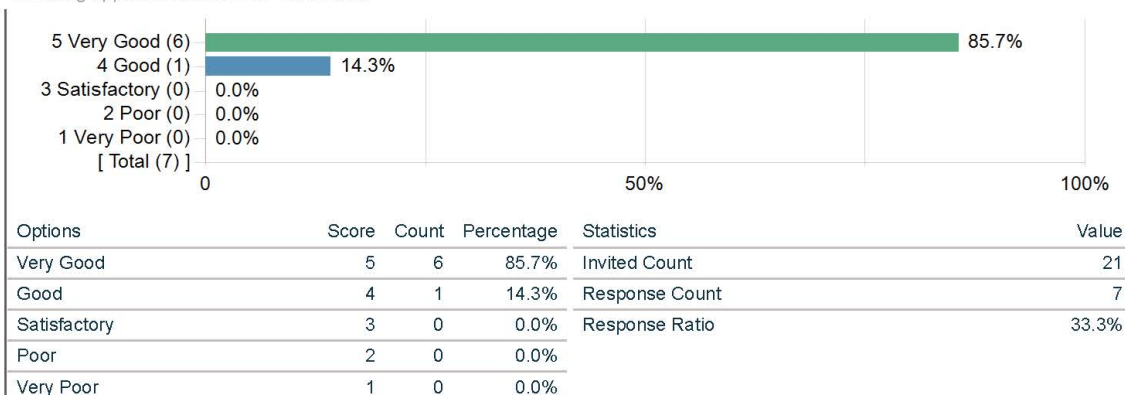 5 Very Good (6) 85.7%
4 Good (1) 14.3%
3 Satisfactory (0) 0.0%
2 Poor (0) 0.0%
1 Very Poor (0) 0.0%
[ Total (7) ]
0 50% 100%
Options Score Count Percentage
Very Good 5 6 85.7%
Good 4 1 14.3%
Satisfactory 3 0 0.0%
Poor 2 0 0.0%
Very Poor 1 0 0.0%
Statistics Value
Invited Count 21
Response Count 7
Response Ratio 33.3%